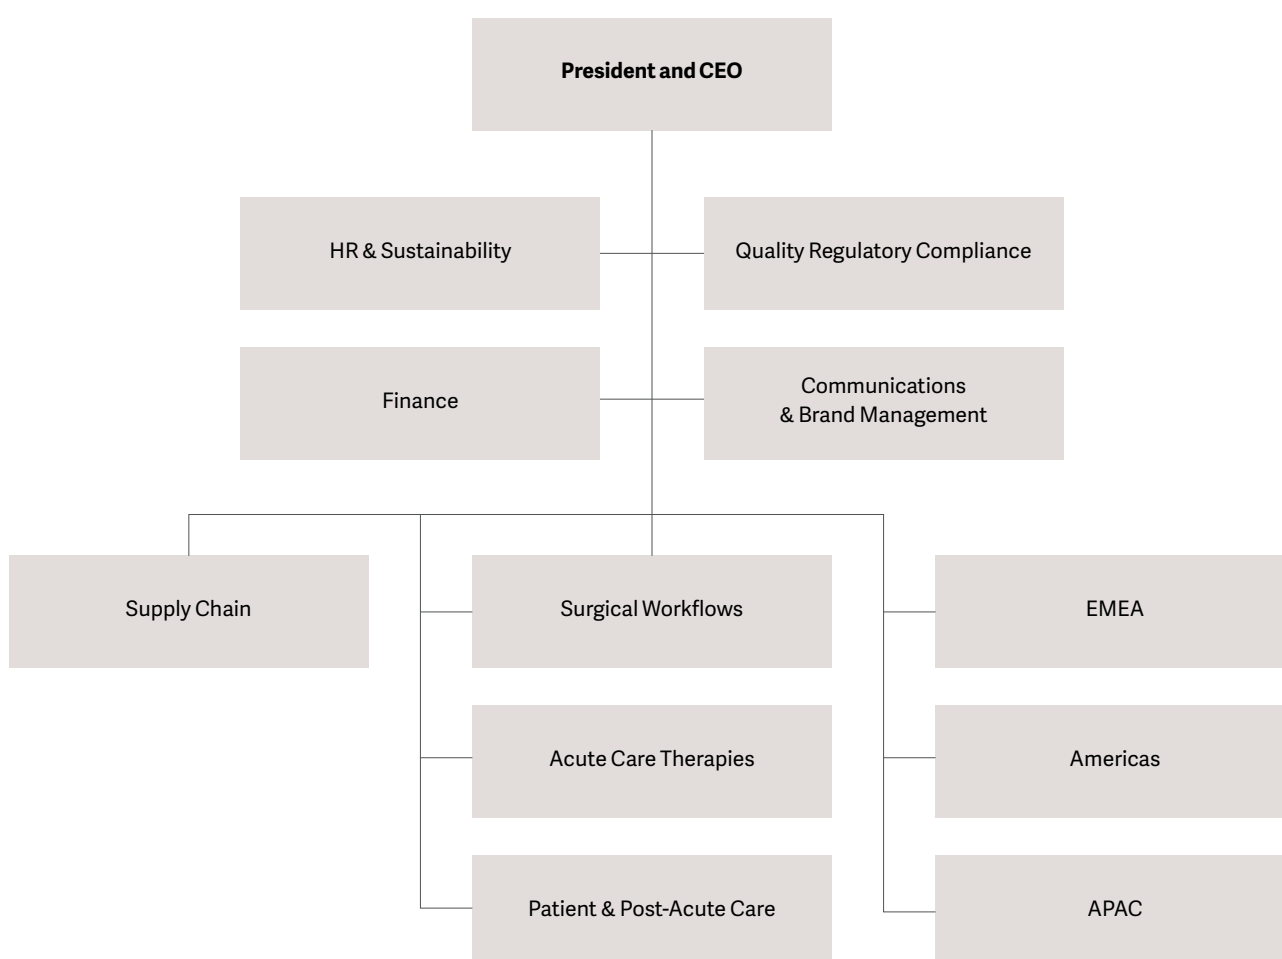 President and CEO
HR & Sustainability
Quality Regulatory Compliance
Finance
Communications
& Brand Management
Supply Chain
Surgical Workflows
EMEA
Acute Care Therapies
Americas
Patient & Post-Acute Care
APAC